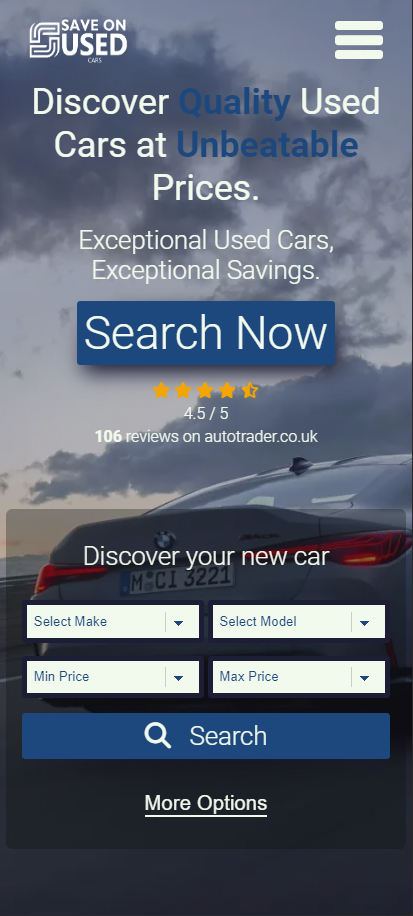 SAVE ON
USED
CARS
Discover Quality Used
Cars at Unbeatable
Prices.
Exceptional Used Cars,
Exceptional Savings.
Search Now
4.5 / 5
106 reviews on autotrader.co.uk
Discover your new car
M CI 3221
Select Make
Select Model
Min Price
Max Price
Search
More Options